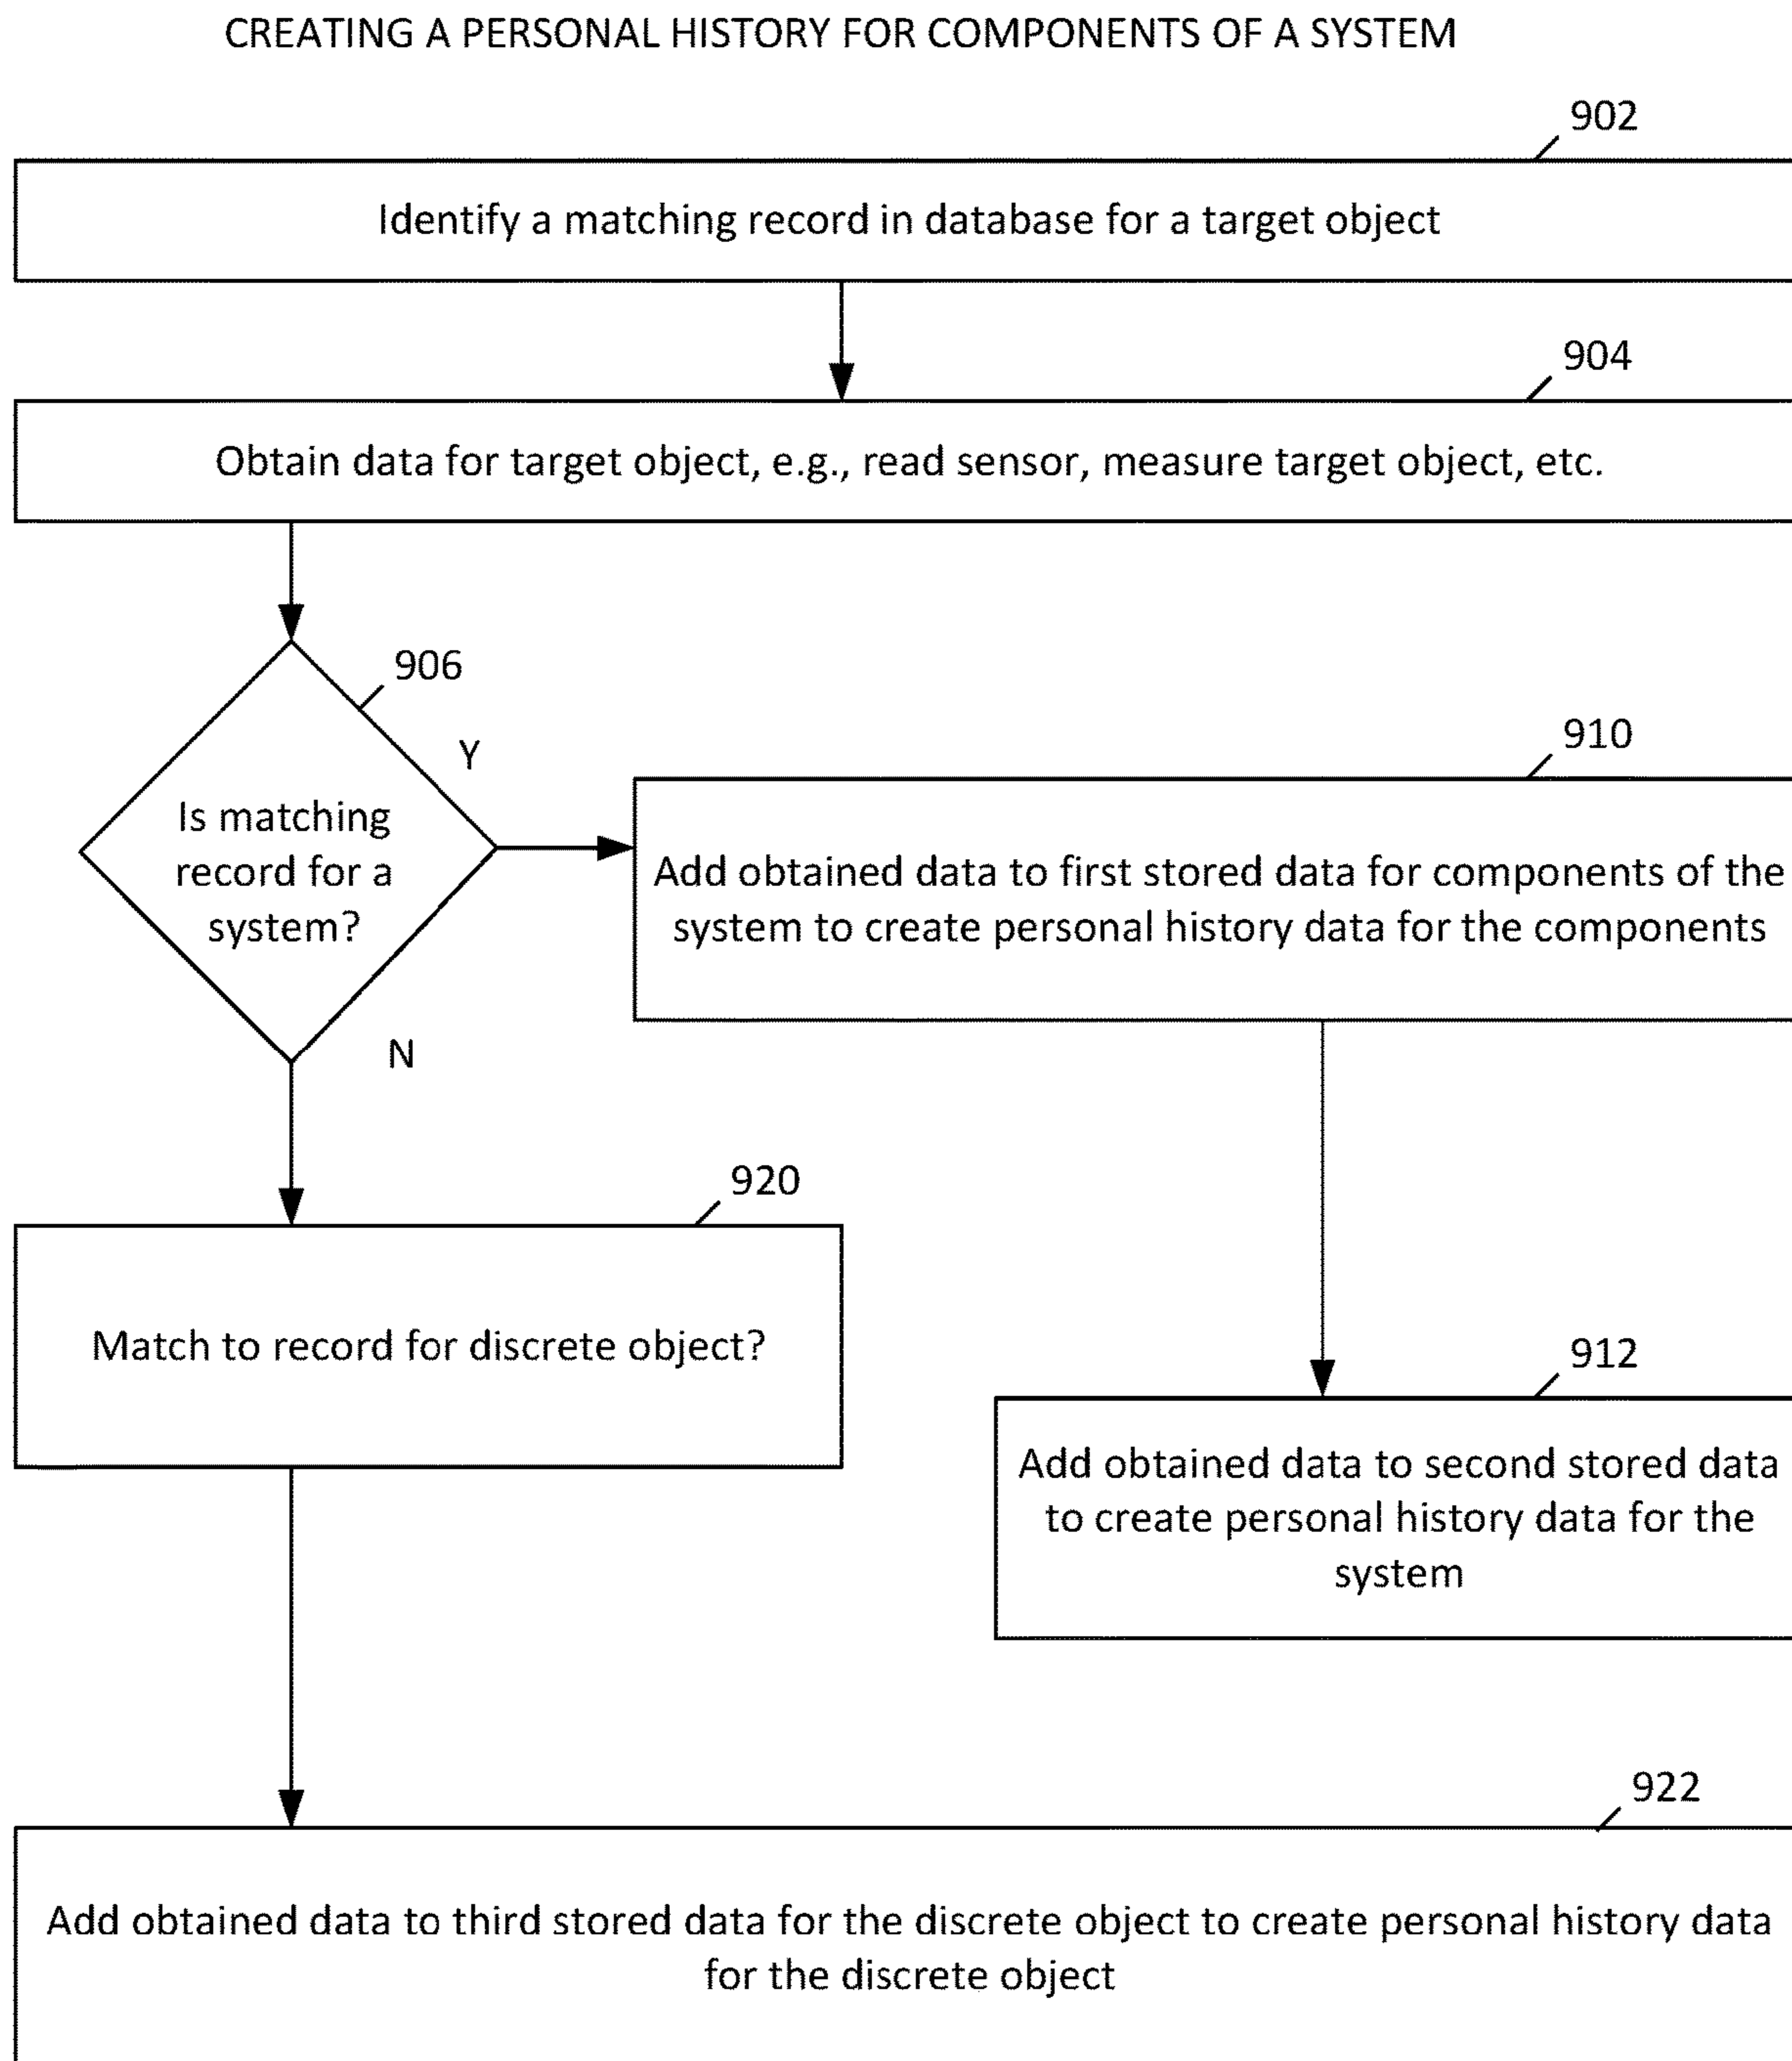 CREATING A PERSONAL HISTORY FOR COMPONENTS OF A SYSTEM
902
Identify a matching record in database for a target object
904
Obtain data for target object, e.g., read sensor, measure target object, etc.
906
Y
Is matching
record for a
system?
N
910
Add obtained data to first stored data for components of the
system to create personal history data for the components
920
Match to record for discrete object?
912
Add obtained data to second stored data
to create personal history data for the
system
922
Add obtained data to third stored data for the discrete object to create personal history data
for the discrete object